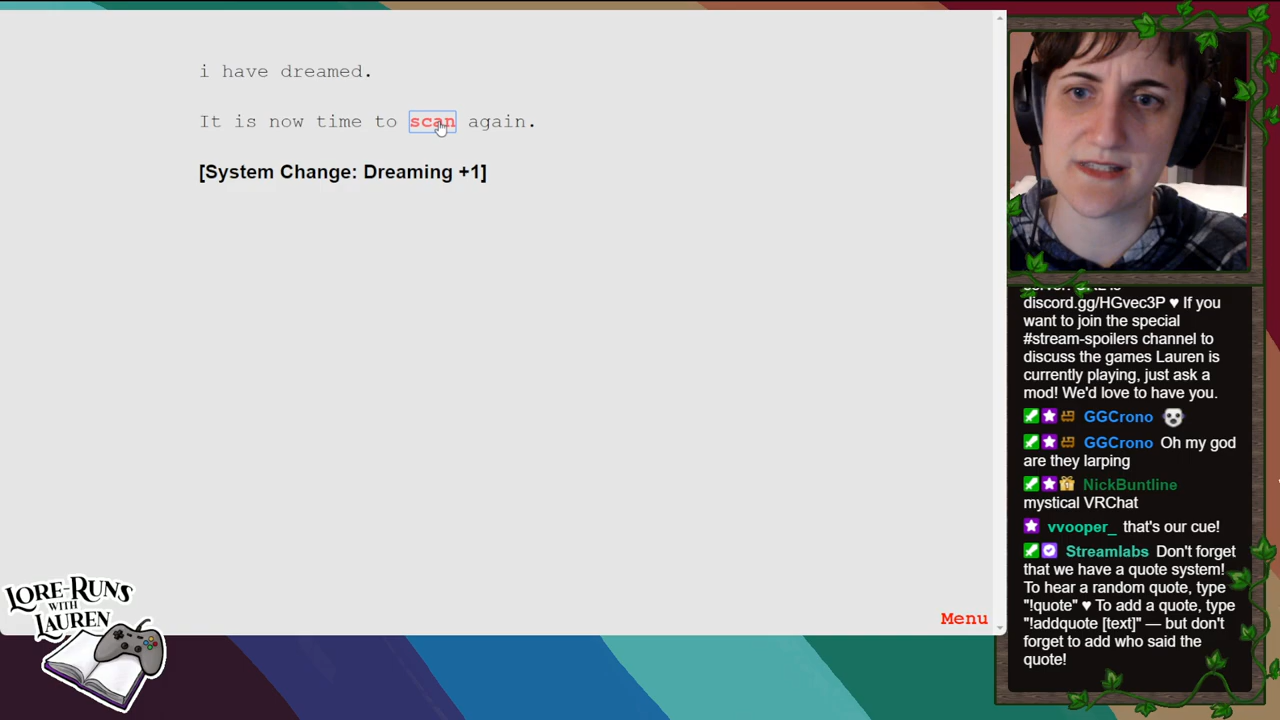 i have dreamed.
It is now time to scan again.
[System Change: Dreaming +1]
Menu
LORE-RUNS
WITH
LAUREN
discord.gg/HGvec3P ♥ If you
want to join the special
#stream-spoilers channel to
discuss the games Lauren is
currently playing, just ask a
mod! We'd love to have you.
GGCrono
GGCrono Oh my god
are they larping
NickBuntline
mystical VRChat
vvooper_ that's our cue!
Streamlabs Don't forget
that we have a quote system!
To hear a random quote, type
"!quote" ♥ To add a quote, type
"!addquote [text]" — but don't
forget to add who said the
quote!